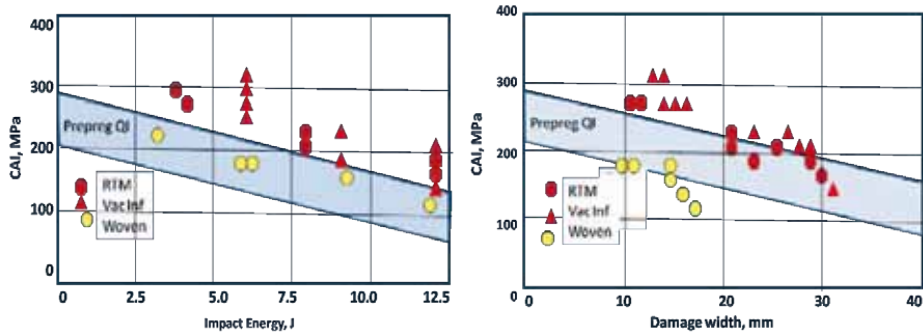 400
300
200
100
0
CAI, MPa
Prepreg QI
RTM
Vac Inf
Woven
0 2.5 5.0 7.5 10.0 12.5
Impact Energy, J
400
300
200
100
0
CAI, MPa
Prepreg QI
RTM
Vac Inf
Woven
0 10 20 30 40
Damage width, mm